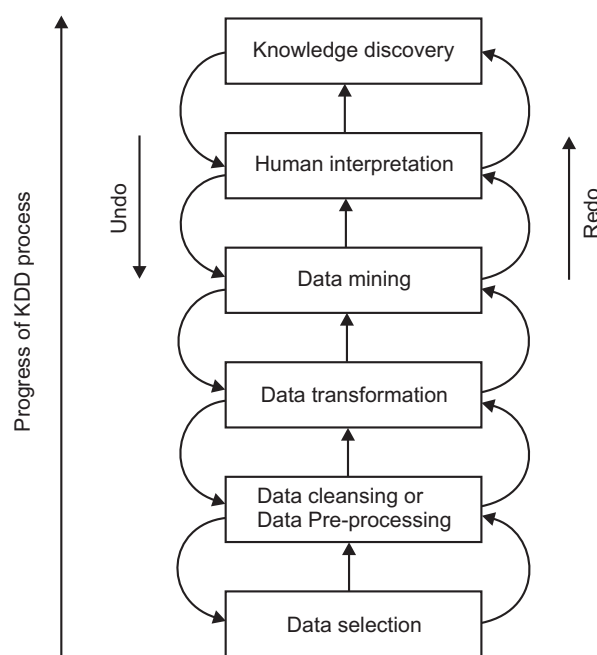 Knowledge discovery
Human interpretation
Data mining
Data transformation
Data cleansing or
Data Pre-processing
Data selection
Progress of KDD process
Undo
Redo